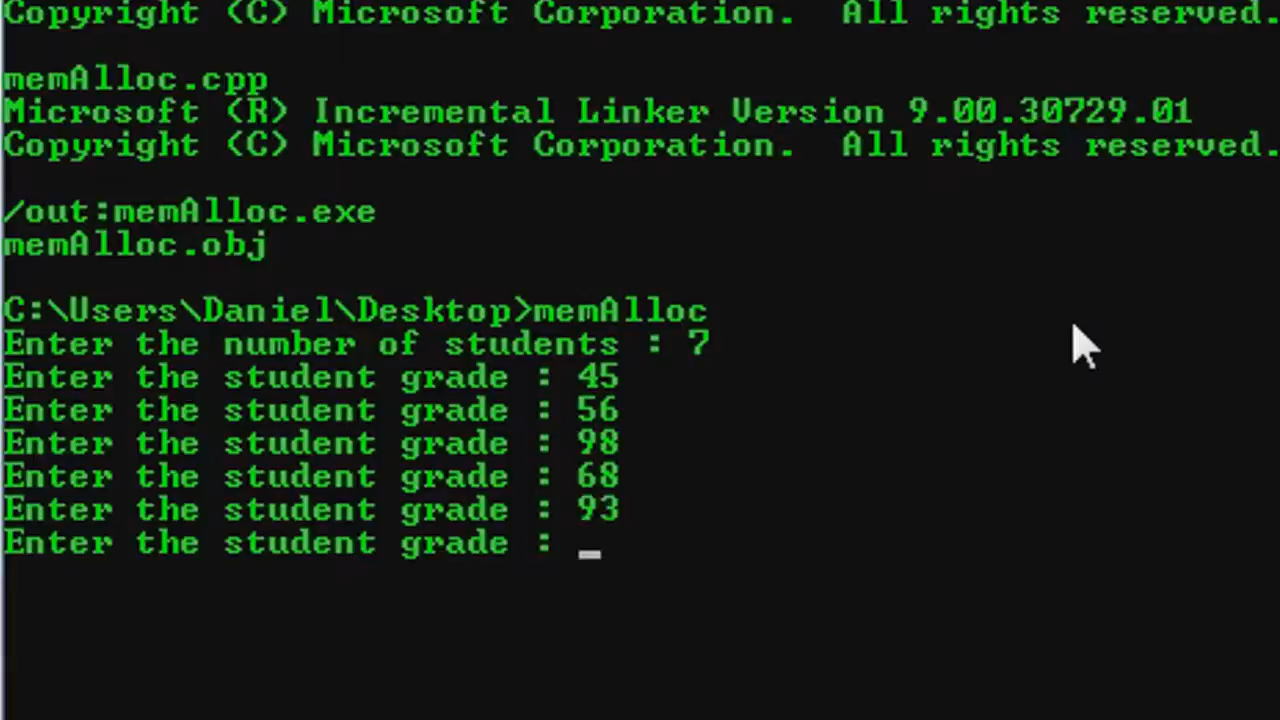 Copyright (C) Microsoft Corporation.  All rights reserved.
memAlloc.cpp
Microsoft (R) Incremental Linker Version 9.00.30729.01
Copyright (C) Microsoft Corporation.  All rights reserved.
/out:memAlloc.exe
memAlloc.obj
C:\Users\Daniel\Desktop>memAlloc
Enter the number of students : 7
Enter the student grade : 45
Enter the student grade : 56
Enter the student grade : 98
Enter the student grade : 68
Enter the student grade : 93
Enter the student grade : _